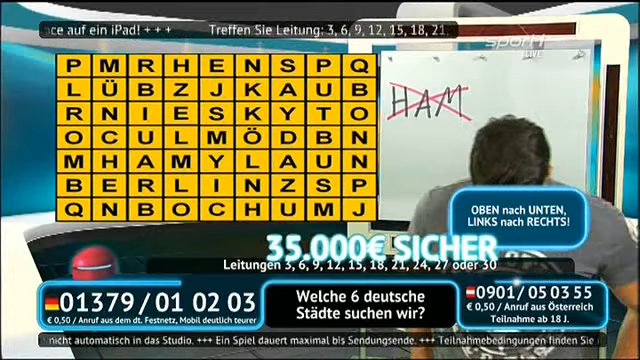 ace auf ein iPad! +++ Treffen Sie Leitung: 3, 6, 9, 12, 15, 18, 21,
sport1
LIVE
P M R H E N S P Q
L Ü B Z J K A U B
R N I E S K Y T O
O C U L M Ö D B N
M H A M Y L A U N
B E R L I N Z S P
Q N B O C H U M J
HAM
OBEN nach UNTEN,
LINKS nach RECHTS!
35.000€ SICHER
Leitungen 3, 6, 9, 12, 15, 18, 21, 24, 27 oder 30
01379/01 02 03
€ 0,50 / Anruf aus dem dt. Festnetz, Mobil deutlich teurer
Welche 6 deutsche
Städte suchen wir?
0901/05 03 55
€ 0,50 / Anruf aus Österreich
Teilnahme ab 18 J.
nicht automatisch in das Studio. +++ Ein Spiel dauert maximal bis Sendungsende. +++ Teilnahmebedingungen finden Sie